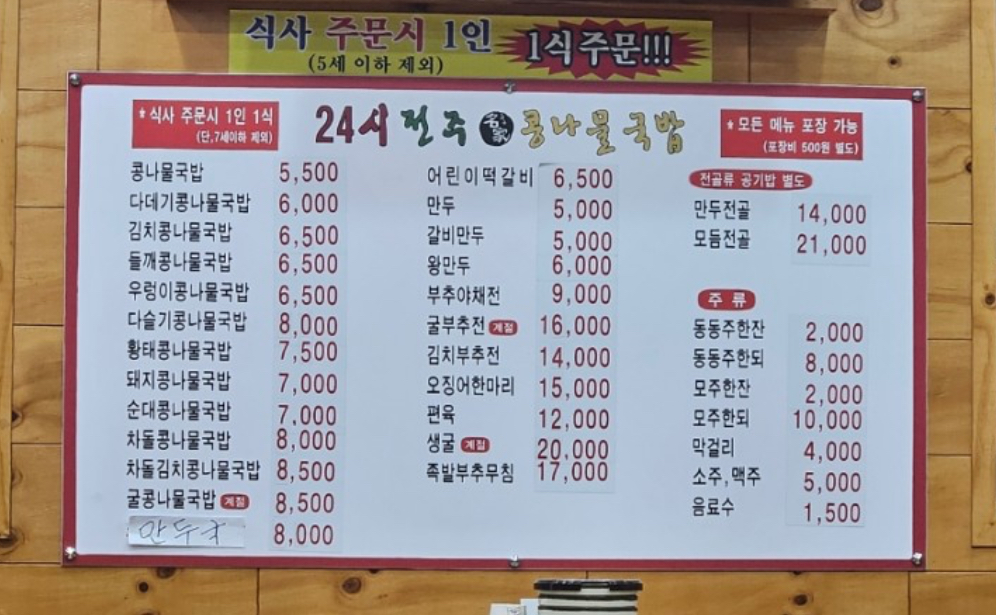 식사 주문시 1인 1식주문!!!
(5세 이하 제외)
* 식사 주문시 1인 1식
(단,7세이하 제외)
24시 전주 名家 콩나물국밥
* 모든 메뉴 포장 가능
(포장비 500원 별도)
콩나물국밥 5,500
다데기콩나물국밥 6,000
김치콩나물국밥 6,500
들깨콩나물국밥 6,500
우렁이콩나물국밥 6,500
다슬기콩나물국밥 8,000
황태콩나물국밥 7,500
돼지콩나물국밥 7,000
순대콩나물국밥 7,000
차돌콩나물국밥 8,000
차돌김치콩나물국밥 8,500
굴콩나물국밥 계절 8,500
만두국 8,000
어린이떡갈비 6,500
만두 5,000
갈비만두 5,000
왕만두 6,000
부추야채전 9,000
굴부추전 계절 16,000
김치부추전 14,000
오징어한마리 15,000
편육 12,000
생굴 계절 20,000
족발부추무침 17,000
전골류 공기밥 별도
만두전골 14,000
모듬전골 21,000
주 류
동동주한잔 2,000
동동주한되 8,000
모주한잔 2,000
모주한되 10,000
막걸리 4,000
소주,맥주 5,000
음료수 1,500